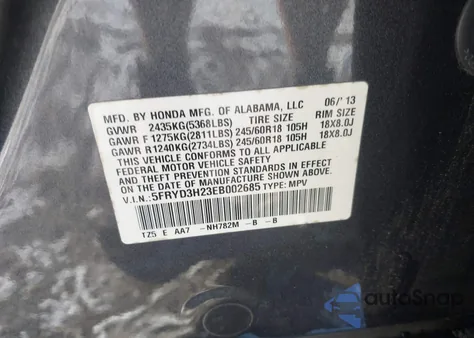 MFD. BY HONDA MFG. OF ALABAMA, LLC 06/'13
GVWR 2435KG(5368LBS) TIRE SIZE RIM SIZE
GAWR F 1275KG(2811LBS) 245/60R18 105H 18X8.0J
GAWR R1240KG(2734LBS) 245/60R18 105H 18X8.0J
THIS VEHICLE CONFORMS TO ALL APPLICABLE
FEDERAL MOTOR VEHICLE SAFETY, BUMPER,
AND THEFT PREVENTION STANDARDS IN EFFECT
ON THE DATE OF MANUFACTURE SHOWN ABOVE.
V.I.N.:5FRYD3H23EB002685 TYPE: MPV
TZ5 E AA7 -NH782M -B -B
autoSnap